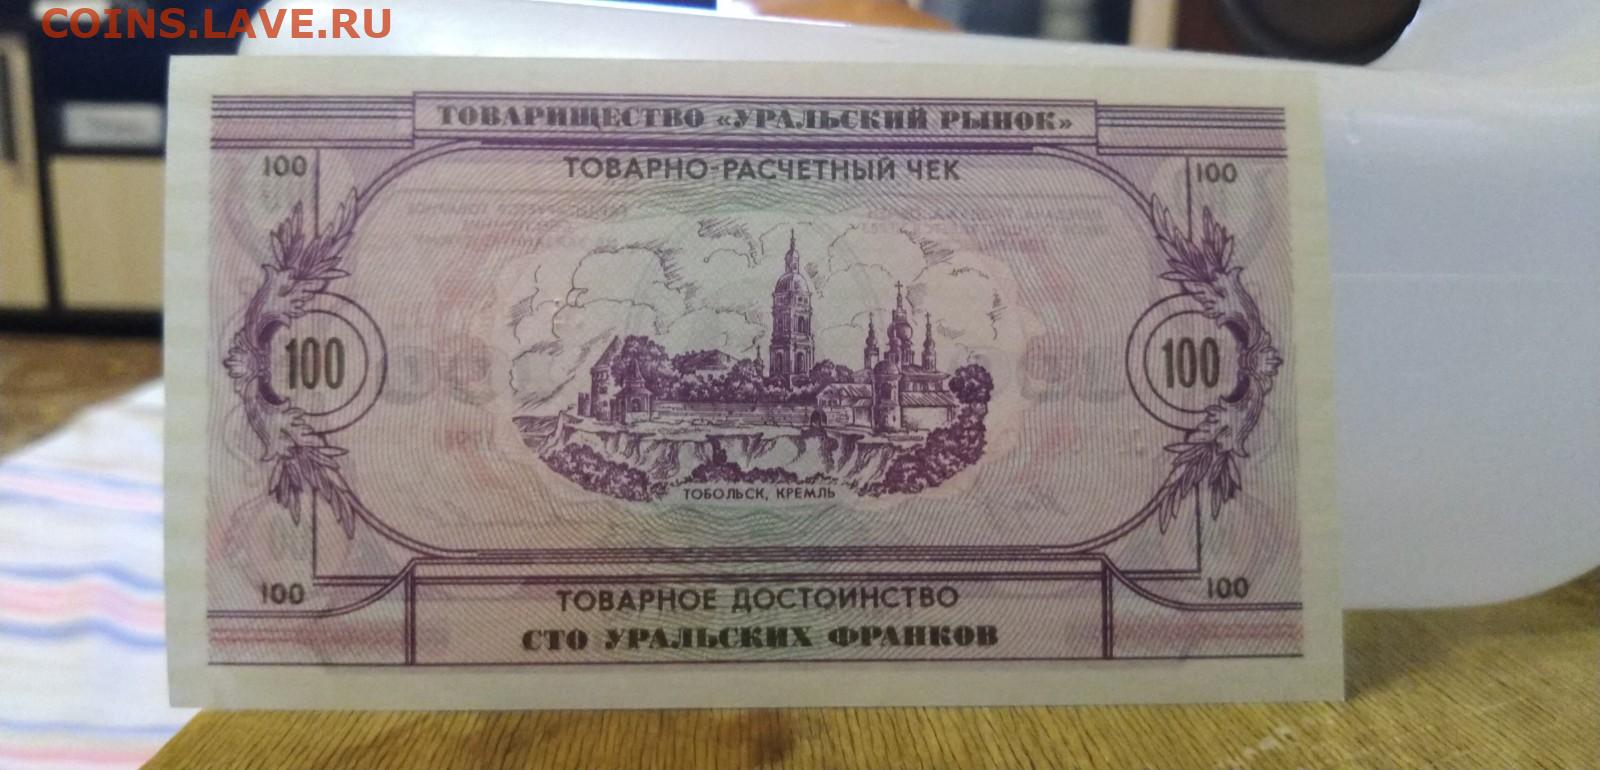 COINS.LAVE.RU
ТОВАРИЩЕСТВО «УРАЛЬСКИЙ РЫНОК»
ТОВАРНО-РАСЧЕТНЫЙ ЧЕК
100 100
100 100
ТОБОЛЬСК, КРЕМЛЬ
100 100
ТОВАРНОЕ ДОСТОИНСТВО
СТО УРАЛЬСКИХ ФРАНКОВ